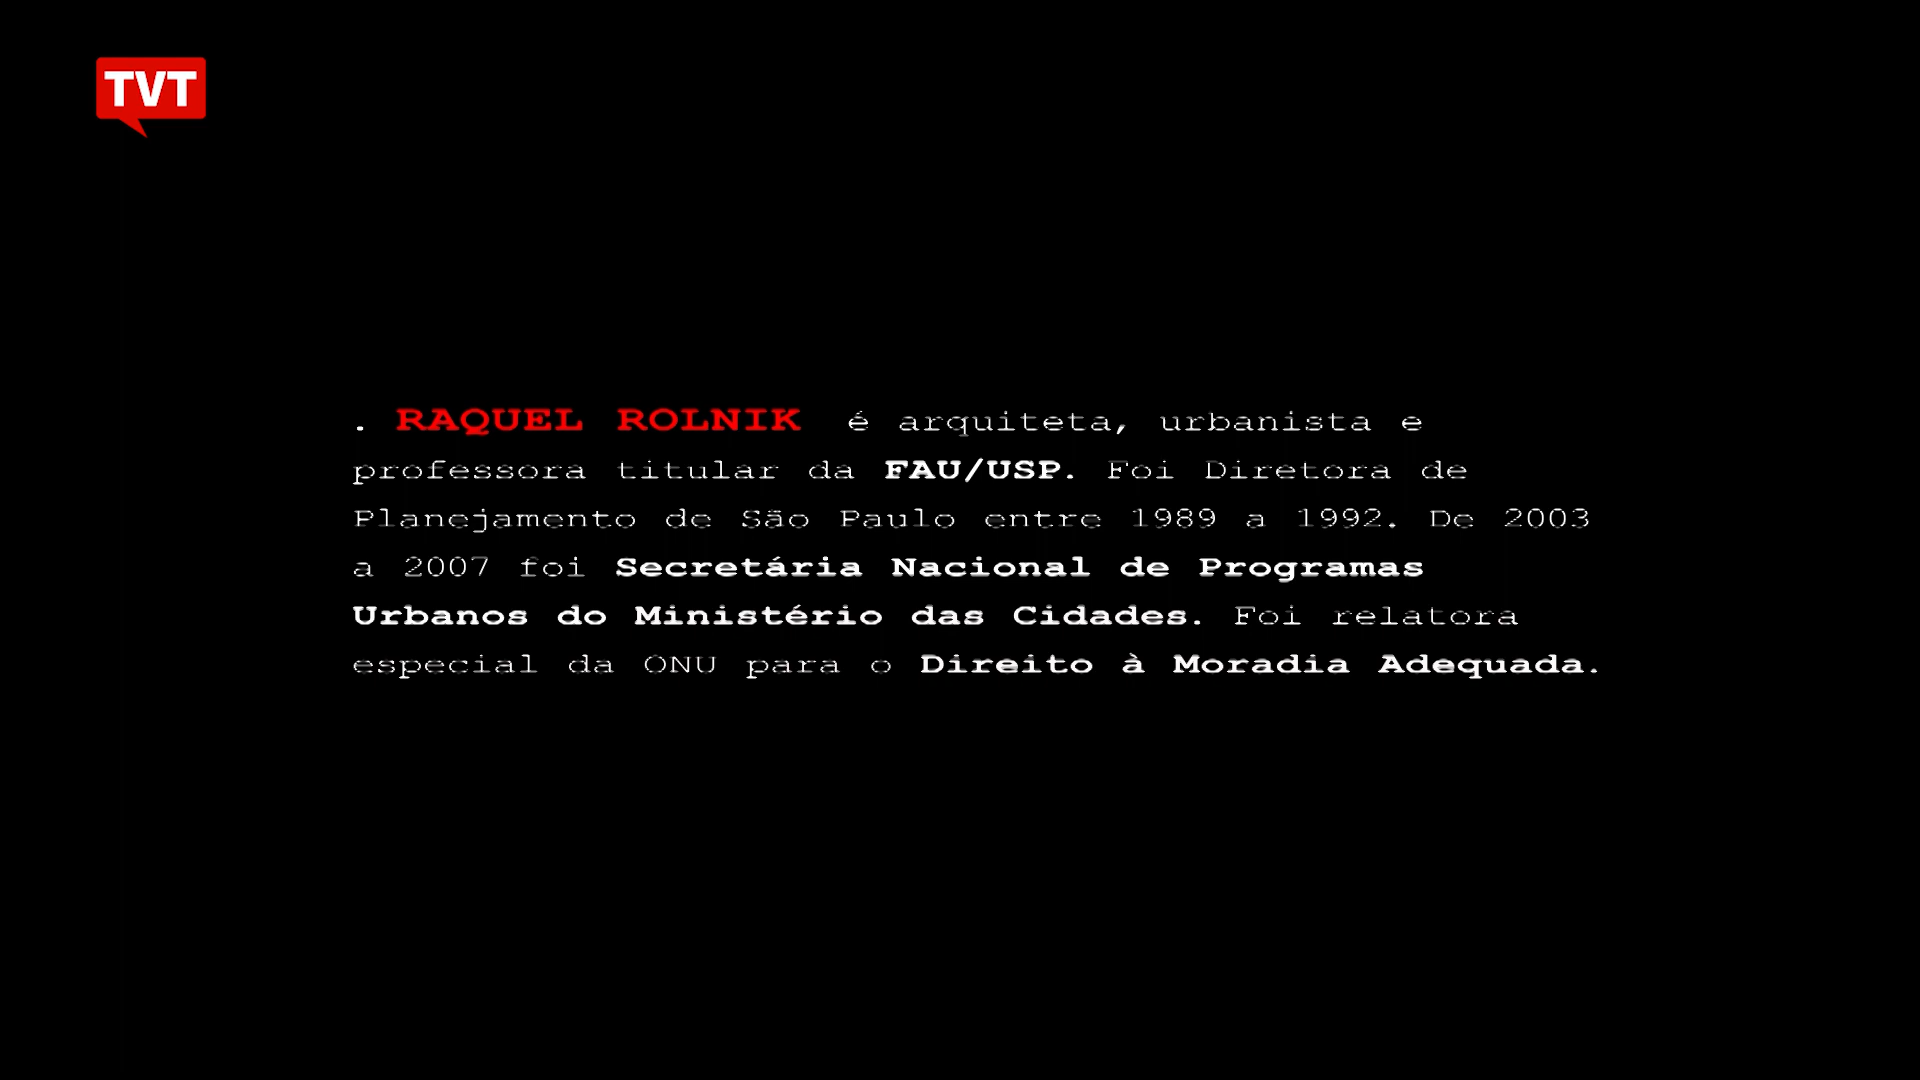 TVT
. RAQUEL ROLNIK é arquiteta, urbanista e
professora titular da FAU/USP. Foi Diretora de
Planejamento de São Paulo entre 1989 a 1992. De 2003
a 2007 foi Secretária Nacional de Programas
Urbanos do Ministério das Cidades. Foi relatora
especial da ONU para o Direito à Moradia Adequada.